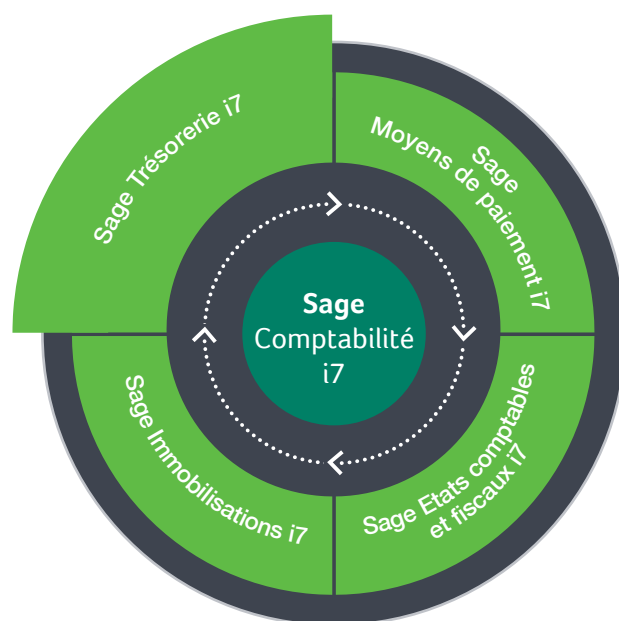 Sage Trésorerie i7
Sage
Moyens de paiement i7
Sage
Comptabilité
i7
Sage Immobilisations i7
Sage Etats comptables
et fiscaux i7